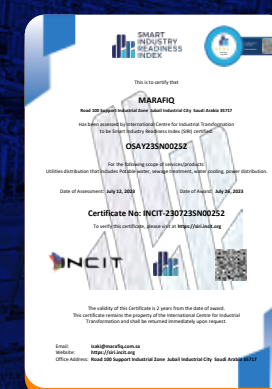 SMART
INDUSTRY
READINESS
INDEX
This is to certify that
MARAFIQ
Road 100 Support Industrial Zone Jubail Industrial City Saudi Arabia 35717
Has been assessed by International Centre for Industrial Transformation
to be Smart Industry Readiness Index (SIRI) certified.
OSAY23SN00252
For the following scope of services/products:
Utilities distribution that includes Potable water, sewage treatment, water cooling, power distribution.
Date of Assessment: July 12, 2023 Date of Award: July 26, 2023
Certificate No: INCIT-230723SN00252
To verify this certificate, please visit at https://siri.incit.org
INCIT
The validity of this Certificate is 2 years from the date of award.
This certificate remains the property of the International Centre for Industrial
Transformation and shall be returned immediately upon request.
Email: isaki@marafiq.com.sa
Website: https://siri.incit.org
Office Address: Road 100 Support Industrial Zone Jubail Industrial City Saudi Arabia 35717